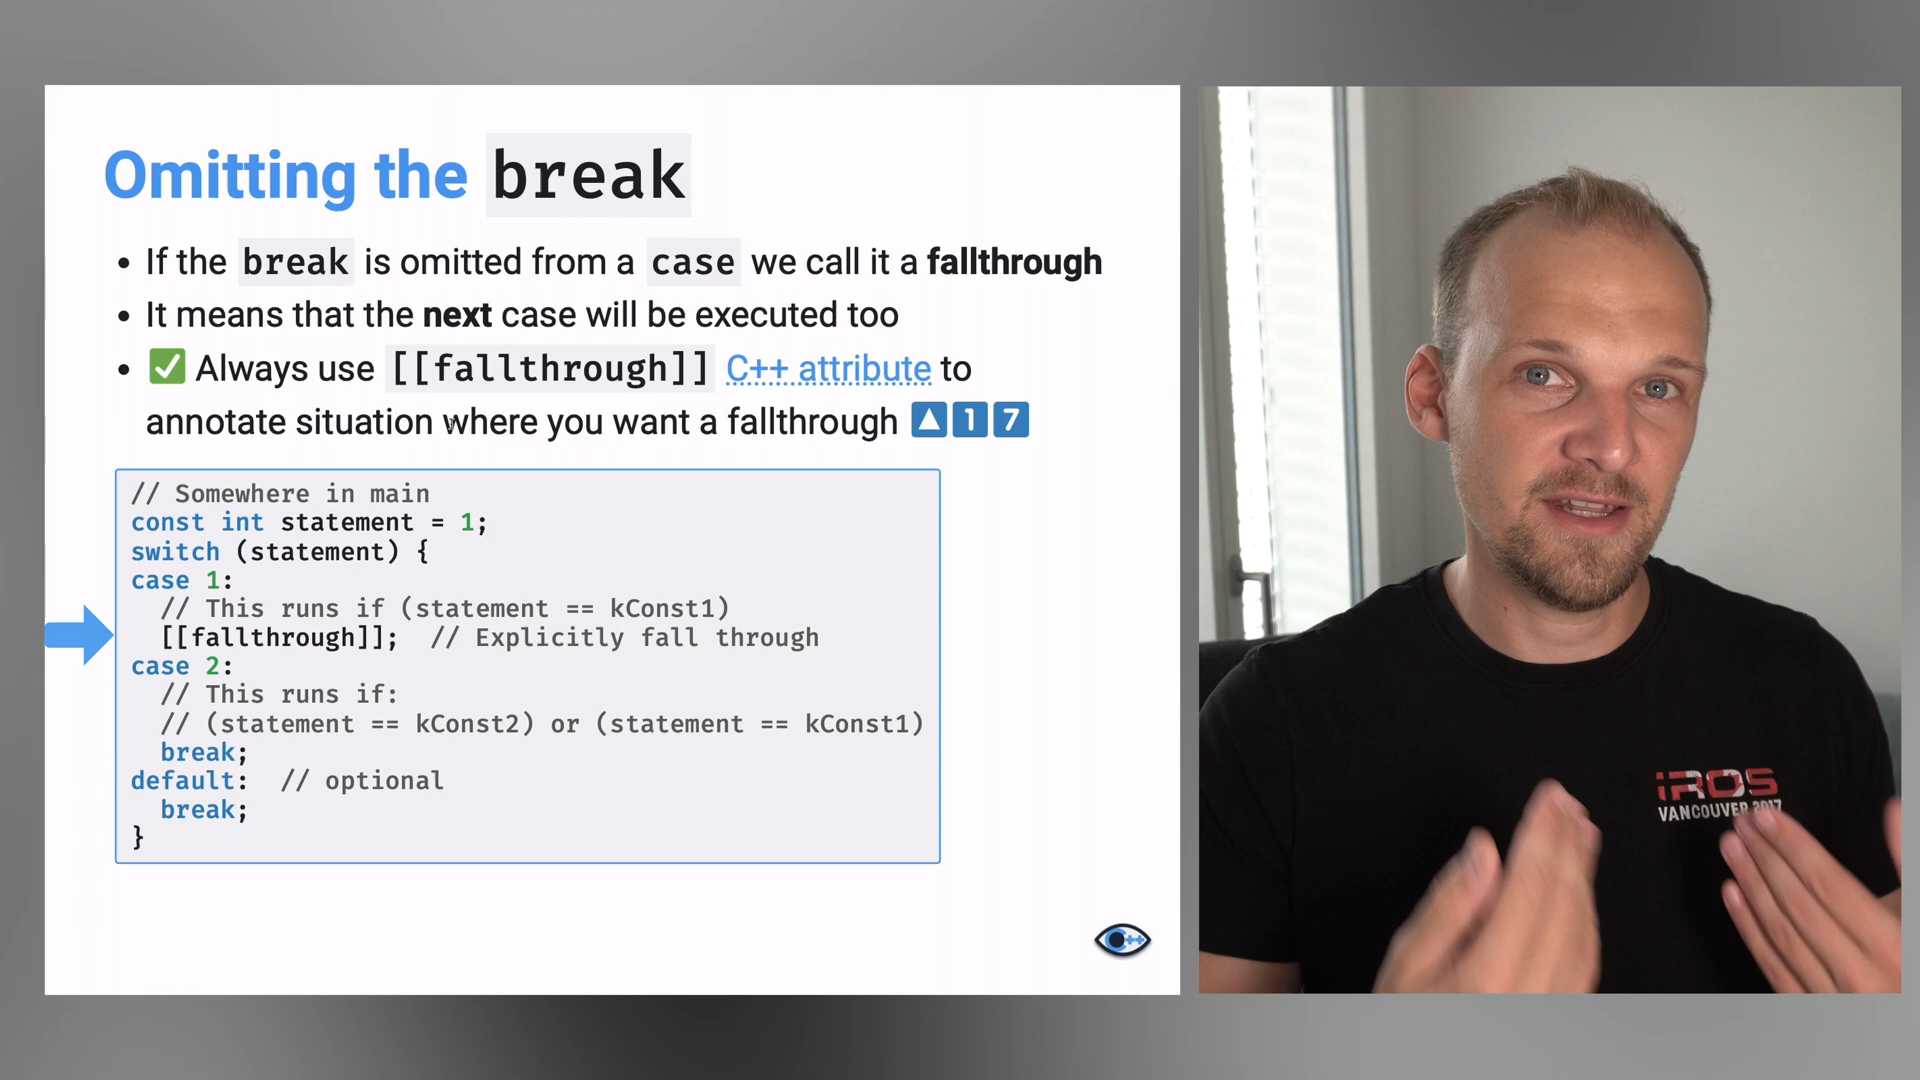 Omitting the break
• If the break is omitted from a case we call it a fallthrough
• It means that the next case will be executed too
• ✅ Always use [[fallthrough]] C++ attribute to
annotate situation where you want a fallthrough 🔼1️⃣7️⃣
// Somewhere in main
const int statement = 1;
switch (statement) {
case 1:
  // This runs if (statement == kConst1)
  [[fallthrough]];  // Explicitly fall through
case 2:
  // This runs if:
  // (statement == kConst2) or (statement == kConst1)
  break;
default:  // optional
  break;
}
C++
iROS
VANCOUVER 2017